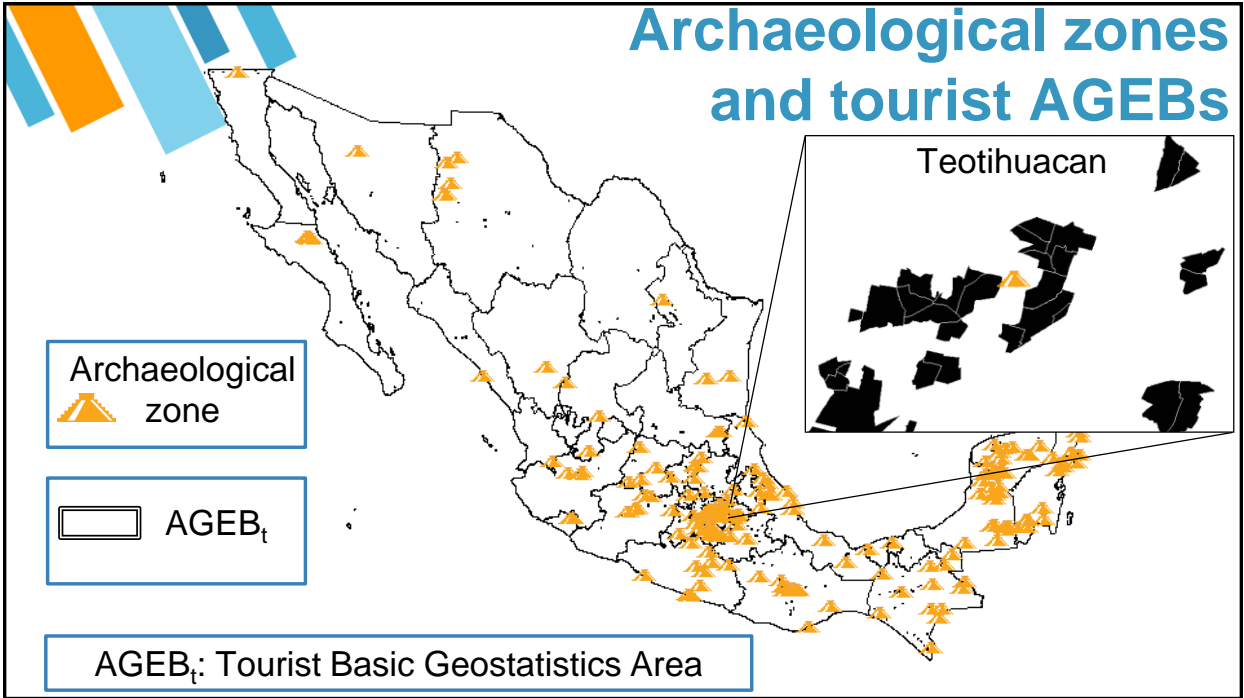 Archaeological zones
and tourist AGEBs
Teotihuacan
Archaeological
zone
AGEBₜ
AGEBₜ: Tourist Basic Geostatistics Area